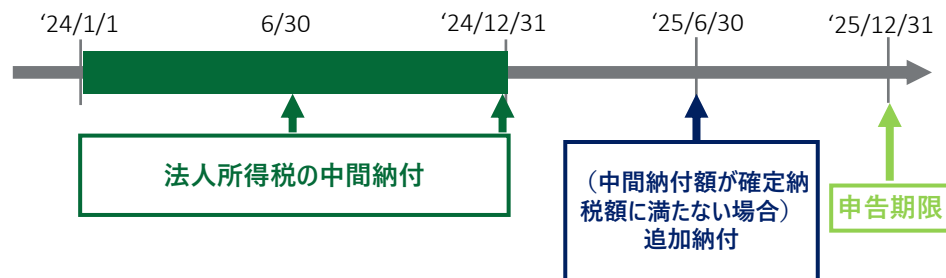 ‘24/1/1 6/30 ‘24/12/31 ‘25/6/30 ‘25/12/31
法人所得税の中間納付
（中間納付額が確定納
税額に満たない場合）
追加納付
申告期限